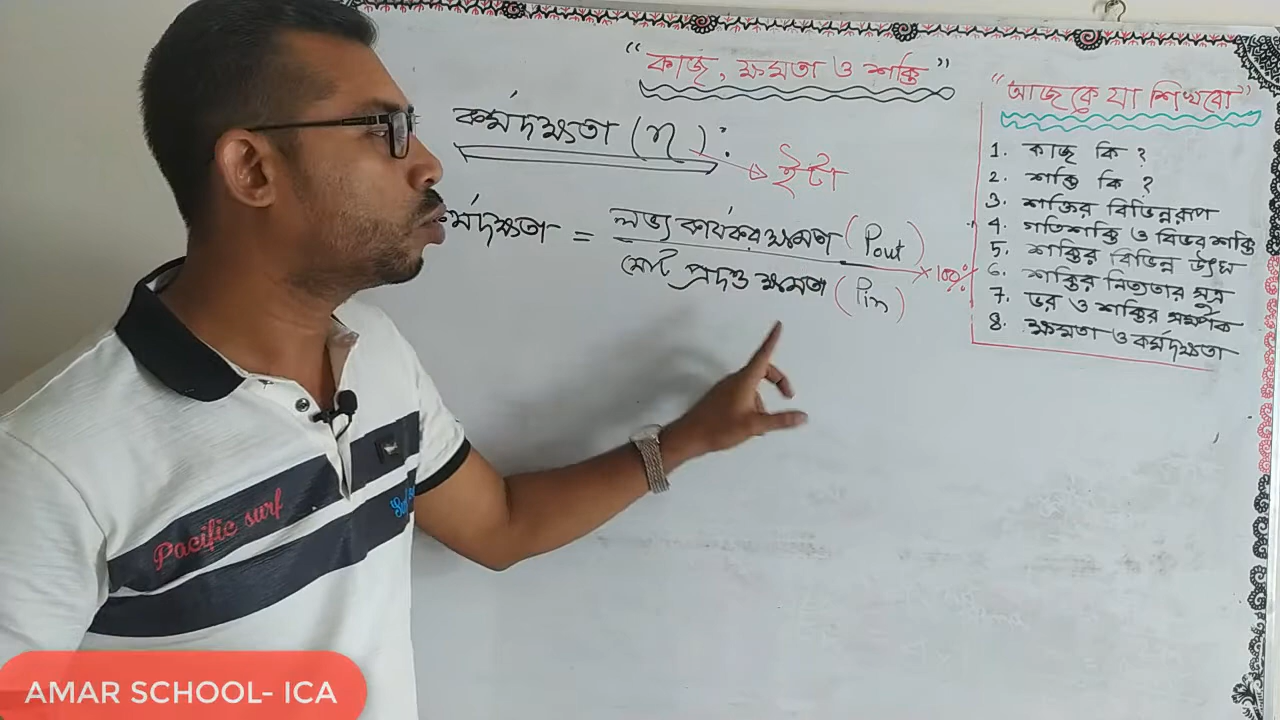 "কাজ, ক্ষমতা ও শক্তি"
কর্মদক্ষতা (η):
ইটা
র্মদক্ষতা = লভ্য কার্যকর ক্ষমতা (Pout)
মোট প্রদত্ত ক্ষমতা (Pin)
× 100%
"আজকে যা শিখবো"
1. কাজ কি ?
2. শক্তি কি ?
3. শক্তির বিভিন্নরূপ
4. গতিশক্তি ও বিভব শক্তি
5. শক্তির বিভিন্ন উৎস
6. শক্তির নিত্যতার সূত্র
7. ভর ও শক্তির সম্পর্ক
8. ক্ষমতা ও কর্মদক্ষতা
Pacific surf
AMAR SCHOOL- ICA